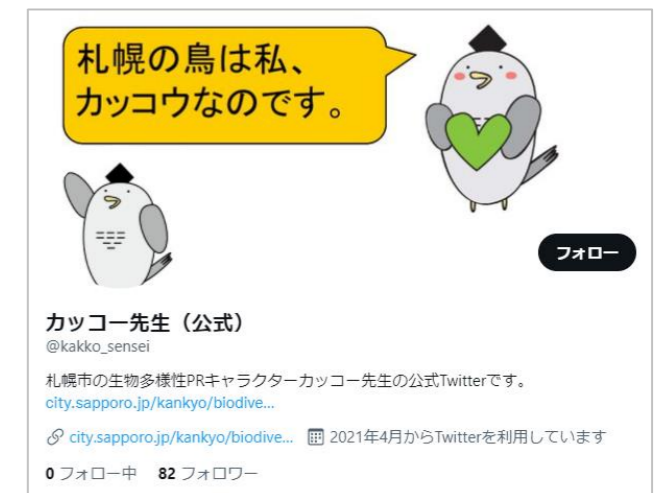 札幌の鳥は私、
カッコウなのです。
フォロー
カッコー先生（公式）
@kakko_sensei
札幌市の生物多様性PRキャラクターカッコー先生の公式Twitterです。
city.sapporo.jp/kankyo/biodive...
city.sapporo.jp/kankyo/biodive... 2021年4月からTwitterを利用しています
0 フォロー中 82 フォロワー